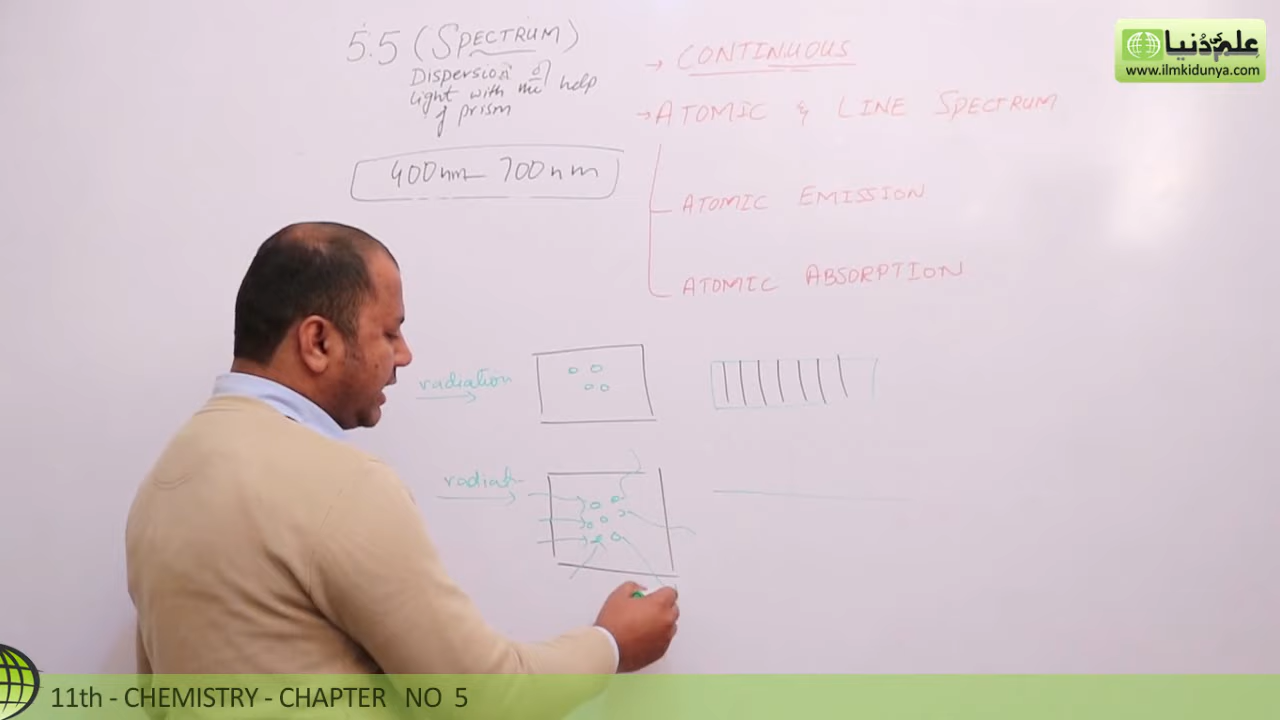 5.5 (SPECTRUM)
Dispersion of
light with the help
of prism
400nm - 700nm
→ CONTINUOUS
→ ATOMIC & LINE SPECTRUM
ATOMIC EMISSION
ATOMIC ABSORPTION
radiation
radiatn
علم کی دنیا
www.ilmkidunya.com
11th - CHEMISTRY - CHAPTER NO 5